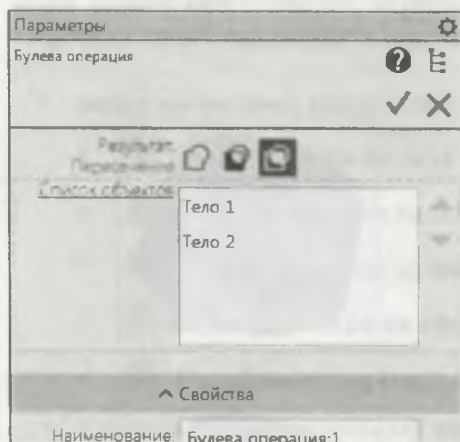 Параметры
Булева операция
Результат:
Пересечение
Список объектов
Тело 1
Тело 2
Свойства
Наименование: Булева операция:1